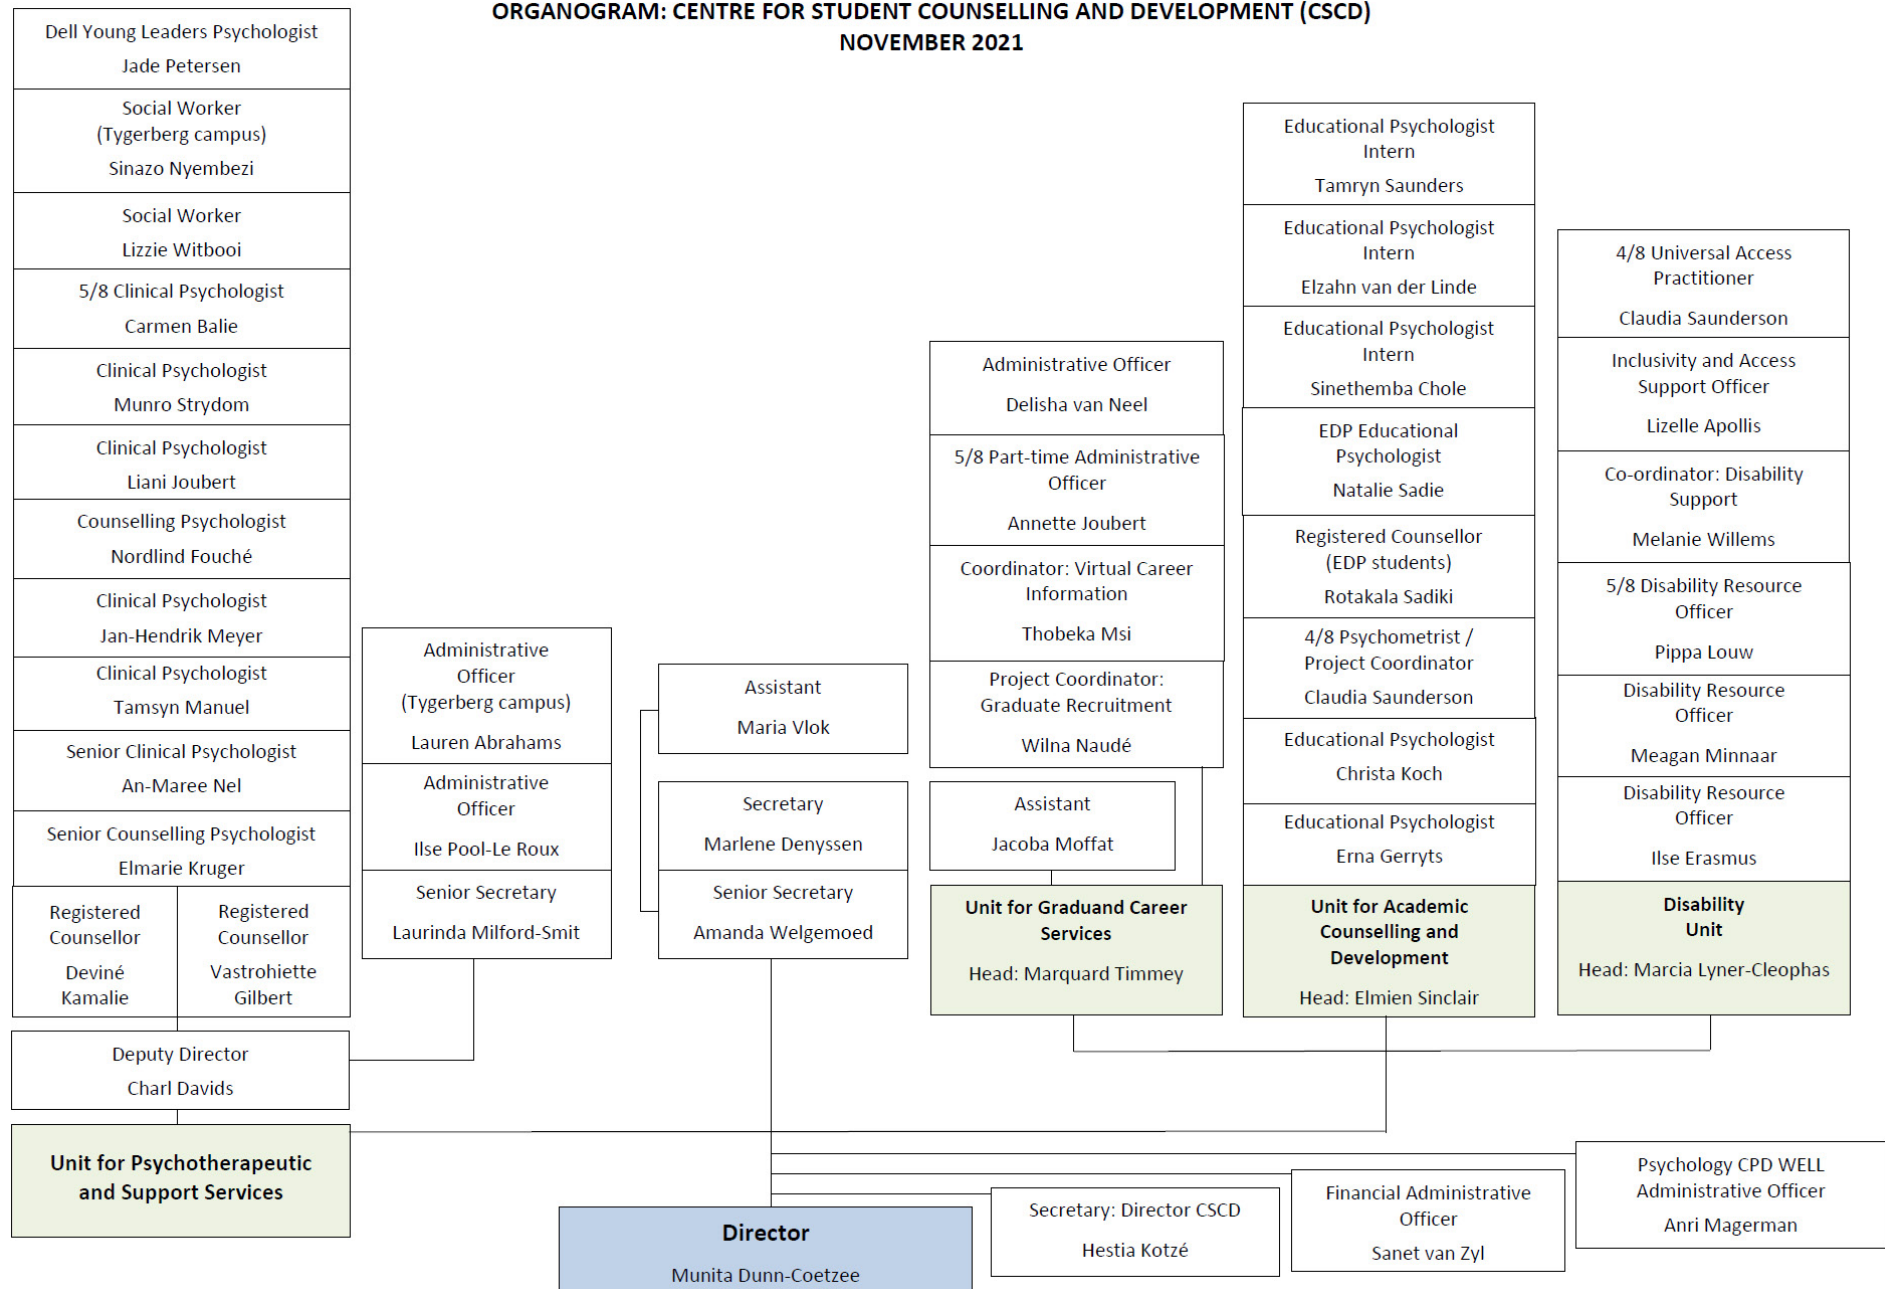 ORGANOGRAM: CENTRE FOR STUDENT COUNSELLING AND DEVELOPMENT (CSCD)
NOVEMBER 2021
Dell Young Leaders Psychologist
Jade Petersen
Social Worker
(Tygerberg campus)
Sinazo Nyembezi
Social Worker
Lizzie Witbooi
5/8 Clinical Psychologist
Carmen Balie
Clinical Psychologist
Munro Strydom
Clinical Psychologist
Liani Joubert
Counselling Psychologist
Nordlind Fouché
Clinical Psychologist
Jan-Hendrik Meyer
Clinical Psychologist
Tamsyn Manuel
Senior Clinical Psychologist
An-Maree Nel
Senior Counselling Psychologist
Elmarie Kruger
Registered
Counsellor
Deviné
Kamalie
Registered
Counsellor
Vastrohiette
Gilbert
Deputy Director
Charl Davids
Unit for Psychotherapeutic
and Support Services
Administrative
Officer
(Tygerberg campus)
Lauren Abrahams
Administrative
Officer
Ilse Pool-Le Roux
Senior Secretary
Laurinda Milford-Smit
Assistant
Maria Vlok
Secretary
Marlene Denyssen
Senior Secretary
Amanda Welgemoed
Administrative Officer
Delisha van Neel
5/8 Part-time Administrative
Officer
Annette Joubert
Coordinator: Virtual Career
Information
Thobeka Msi
Project Coordinator:
Graduate Recruitment
Wilna Naudé
Assistant
Jacoba Moffat
Unit for Graduand Career
Services
Head: Marquard Timmey
Educational Psychologist
Intern
Tamryn Saunders
Educational Psychologist
Intern
Elzahn van der Linde
Educational Psychologist
Intern
Sinethemba Chole
EDP Educational
Psychologist
Natalie Sadie
Registered Counsellor
(EDP students)
Rotakala Sadiki
4/8 Psychometrist /
Project Coordinator
Claudia Saunderson
Educational Psychologist
Christa Koch
Educational Psychologist
Erna Gerryts
Unit for Academic
Counselling and
Development
Head: Elmien Sinclair
4/8 Universal Access
Practitioner
Claudia Saunderson
Inclusivity and Access
Support Officer
Lizelle Apollis
Co-ordinator: Disability
Support
Melanie Willems
5/8 Disability Resource
Officer
Pippa Louw
Disability Resource
Officer
Meagan Minnaar
Disability Resource
Officer
Ilse Erasmus
Disability
Unit
Head: Marcia Lyner-Cleophas
Director
Munita Dunn-Coetzee
Secretary: Director CSCD
Hestia Kotzé
Financial Administrative
Officer
Sanet van Zyl
Psychology CPD WELL
Administrative Officer
Anri Magerman